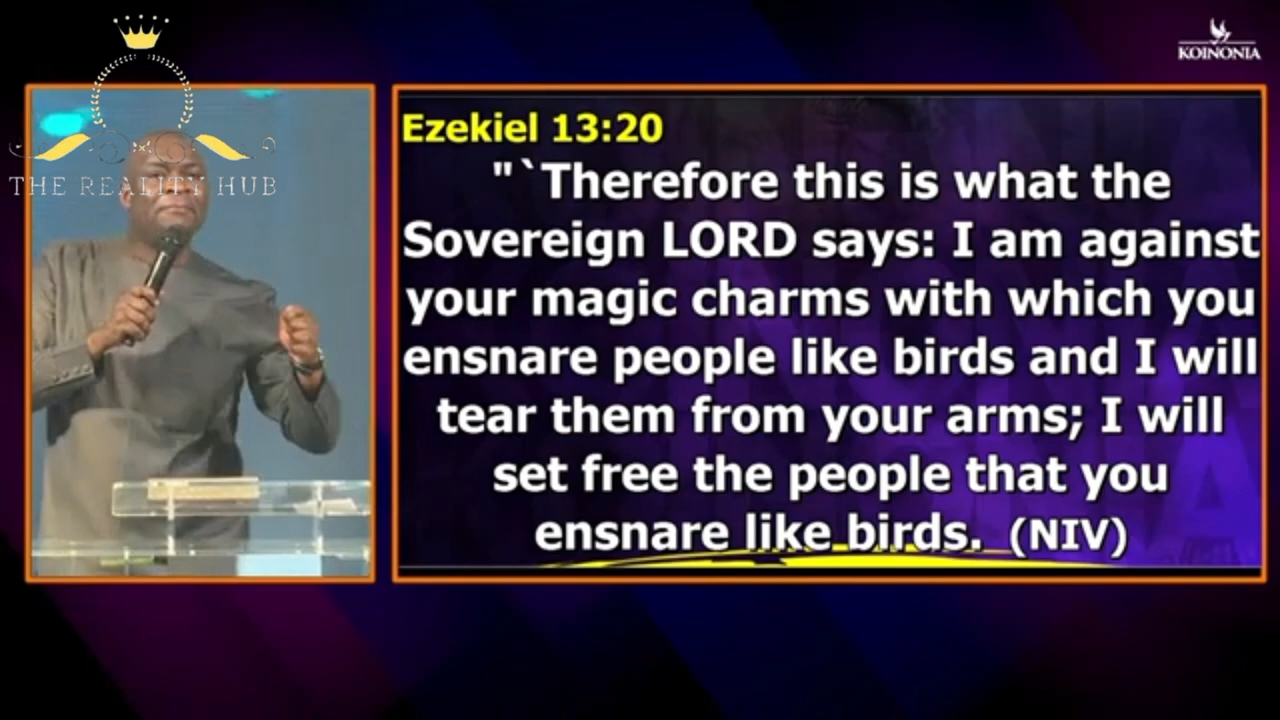 KOINONIA
THE REALITY HUB
Ezekiel 13:20
"`Therefore this is what the
Sovereign LORD says: I am against
your magic charms with which you
ensnare people like birds and I will
tear them from your arms; I will
set free the people that you
ensnare like birds. (NIV)